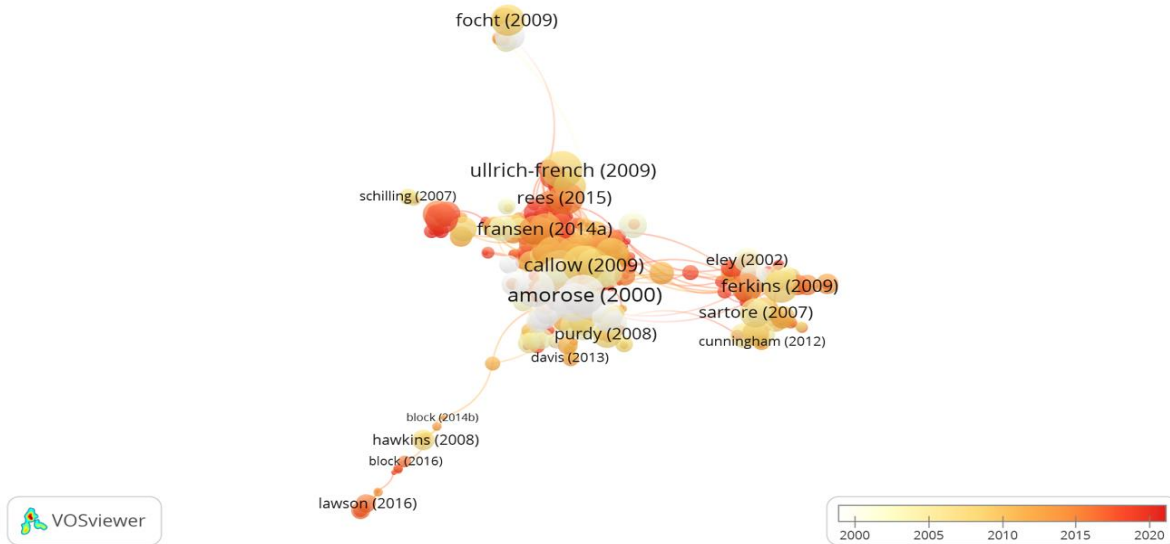 focht (2009)
ullrich-french (2009)
schilling (2007)
rees (2015)
fransen (2014a)
eley (2002)
callow (2009)
ferkins (2009)
amorose (2000)
sartore (2007)
purdy (2008)
cunningham (2012)
davis (2013)
block (2014b)
hawkins (2008)
block (2016)
lawson (2016)
VOSviewer
2000 2005 2010 2015 2020